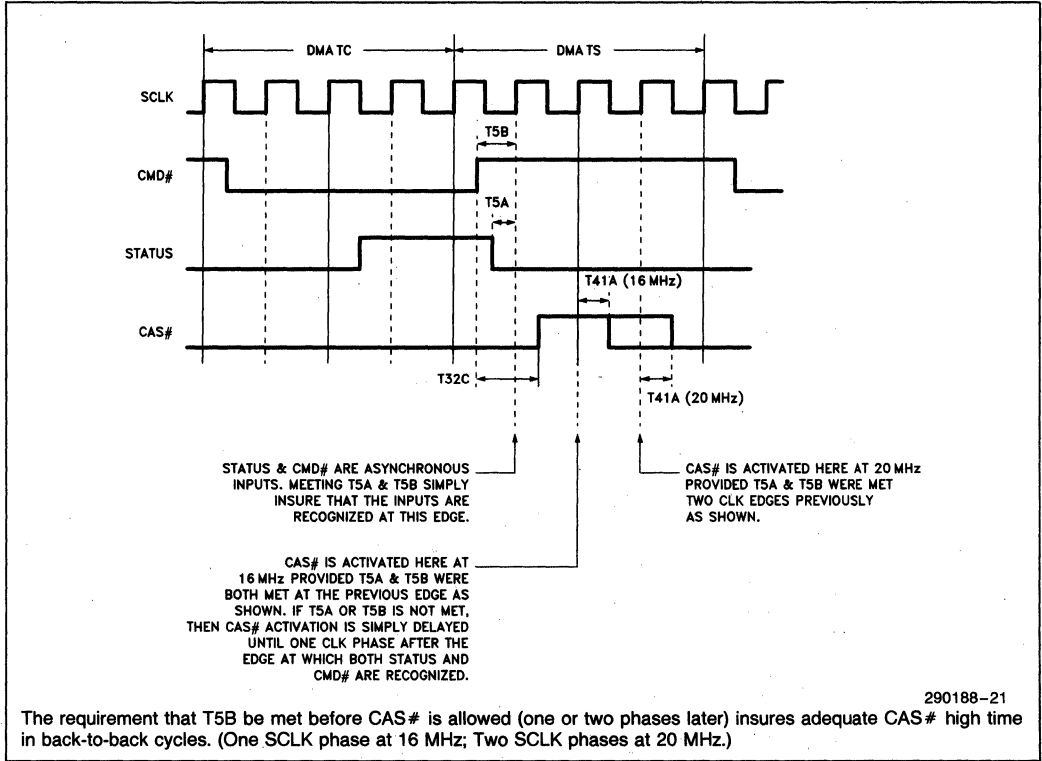 DMA TC
DMA TS
SCLK
T5B
CMD#
T5A
STATUS
T41A (16 MHz)
CAS#
T32C
T41A (20 MHz)
STATUS & CMD# ARE ASYNCHRONOUS
INPUTS. MEETING T5A & T5B SIMPLY
INSURE THAT THE INPUTS ARE
RECOGNIZED AT THIS EDGE.
CAS# IS ACTIVATED HERE AT 20 MHz
PROVIDED T5A & T5B WERE MET
TWO CLK EDGES PREVIOUSLY
AS SHOWN.
CAS# IS ACTIVATED HERE AT
16 MHz PROVIDED T5A & T5B WERE
BOTH MET AT THE PREVIOUS EDGE AS
SHOWN. IF T5A OR T5B IS NOT MET,
THEN CAS# ACTIVATION IS SIMPLY DELAYED
UNTIL ONE CLK PHASE AFTER THE
EDGE AT WHICH BOTH STATUS AND
CMD# ARE RECOGNIZED.
290188-21
The requirement that T5B be met before CAS# is allowed (one or two phases later) insures adequate CAS# high time
in back-to-back cycles. (One SCLK phase at 16 MHz; Two SCLK phases at 20 MHz.)